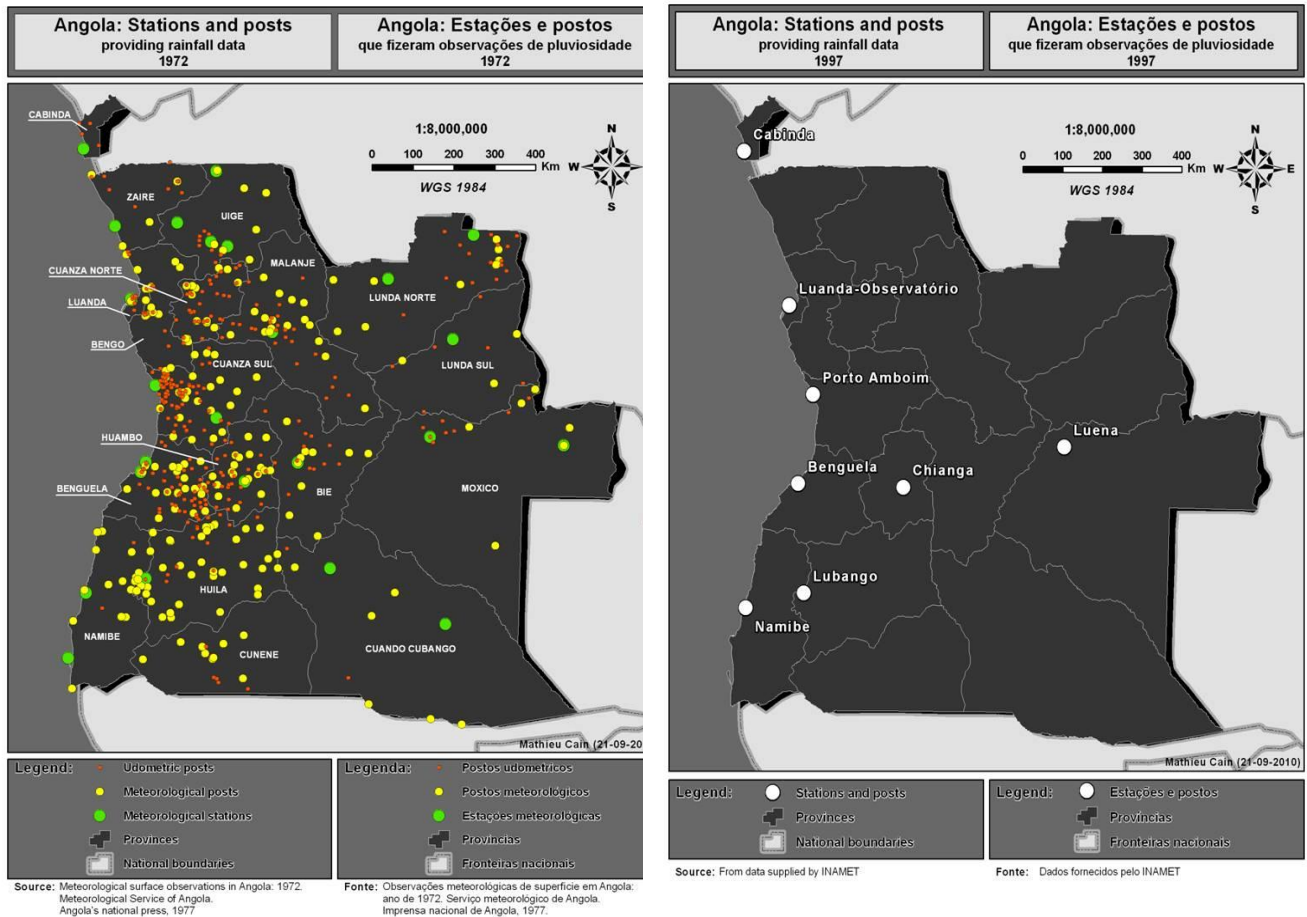 Angola: Stations and posts
providing rainfall data
1972
Angola: Estações e postos
que fizeram observações de pluviosidade
1972
CABINDA
1:8,000,000
0 100 200 300 400
Km
WGS 1984
N
W
E
S
ZAIRE
UIGE
CUANZA NORTE
MALANJE
LUANDA
LUNDA NORTE
BENGO
CUANZA SUL
LUNDA SUL
HUAMBO
BENGUELA
BIE
MOXICO
HUILA
NAMIBE
CUNENE
CUANDO CUBANGO
Mathieu Cain (21-09-20
Legend:
Udometric posts
Meteorological posts
Meteorological stations
Provinces
National boundaries
Legenda:
Postos udometricos
Postos meteorológicos
Estações meteorológicas
Províncias
Fronteiras nacionais
Source: Meteorological surface observations in Angola: 1972.
Meteorological Service of Angola.
Angola's national press, 1977
Fonte: Observações meteorológicas de superfície em Angola:
ano de 1972. Serviço meteorológico de Angola.
Imprensa nacional de Angola, 1977.
Angola: Stations and posts
providing rainfall data
1997
Angola: Estações e postos
que fizeram observações de pluviosidade
1997
Cabinda
1:8,000,000
0 100 200 300 400
Km
WGS 1984
N
W
E
S
Luanda-Observatório
Porto Amboim
Luena
Benguela
Chianga
Lubango
Namibe
Mathieu Cain (21-09-2010)
Legend:
Stations and posts
Provinces
National boundaries
Legend:
Estações e postos
Províncias
Fronteiras nacionais
Source: From data supplied by INAMET
Fonte: Dados fornecidos pelo INAMET